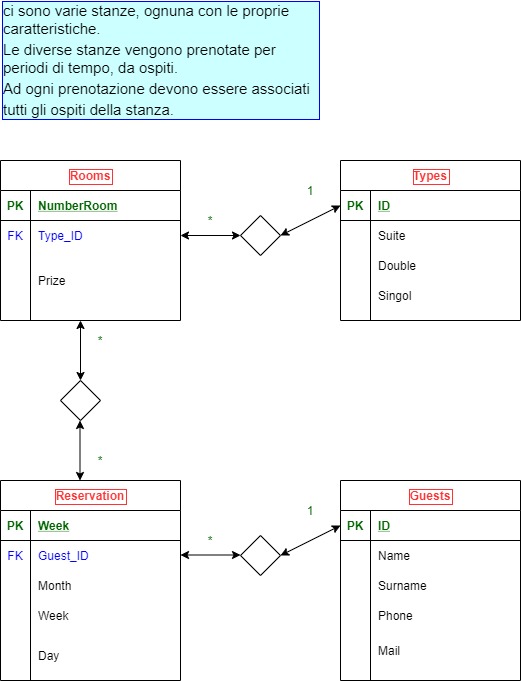 ci sono varie stanze, ognuna con le proprie
caratteristiche.
Le diverse stanze vengono prenotate per
periodi di tempo, da ospiti.
Ad ogni prenotazione devono essere associati
tutti gli ospiti della stanza.
Rooms
PK NumberRoom
FK Type_ID
Prize
*
1
Types
PK ID
Suite
Double
Singol
*
*
Reservation
PK Week
FK Guest_ID
Month
Week
Day
*
1
Guests
PK ID
Name
Surname
Phone
Mail